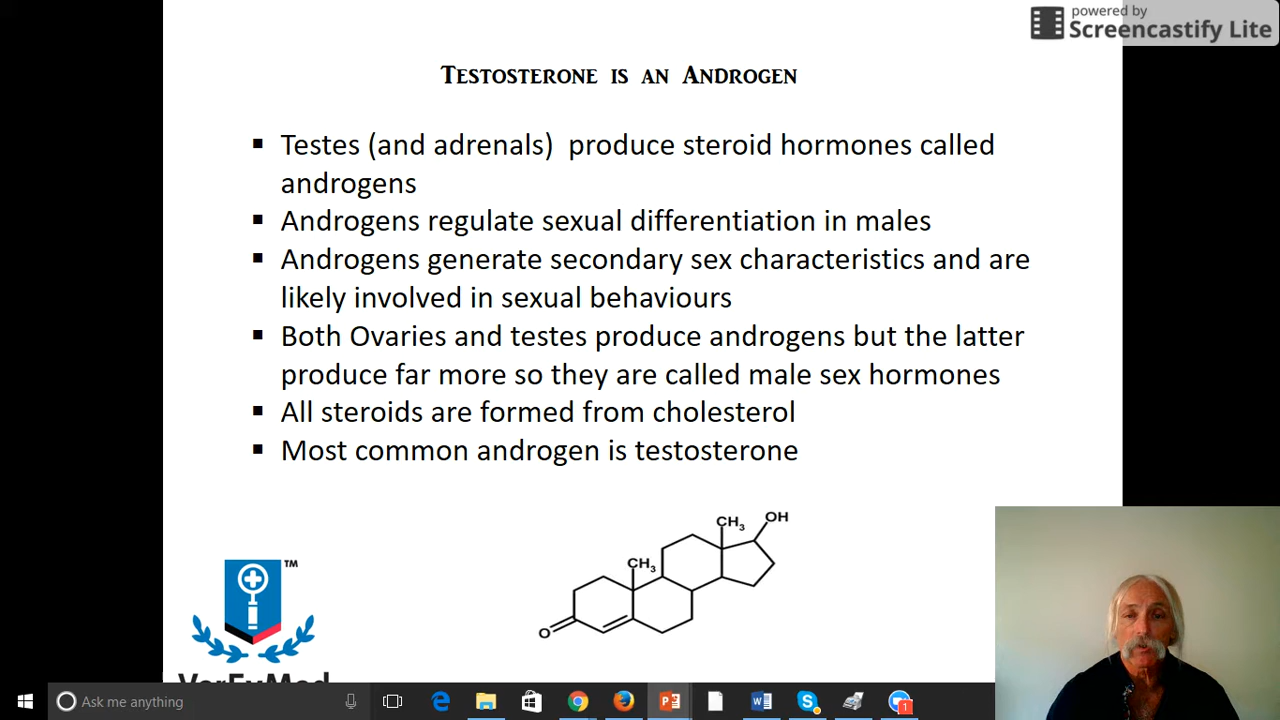 powered by
Screencastify Lite
Testosterone is an Androgen
▪ Testes (and adrenals) produce steroid hormones called
androgens
▪ Androgens regulate sexual differentiation in males
▪ Androgens generate secondary sex characteristics and are
likely involved in sexual behaviours
▪ Both Ovaries and testes produce androgens but the latter
produce far more so they are called male sex hormones
▪ All steroids are formed from cholesterol
▪ Most common androgen is testosterone
OH
CH3
CH3
O
TM
Ask me anything
1